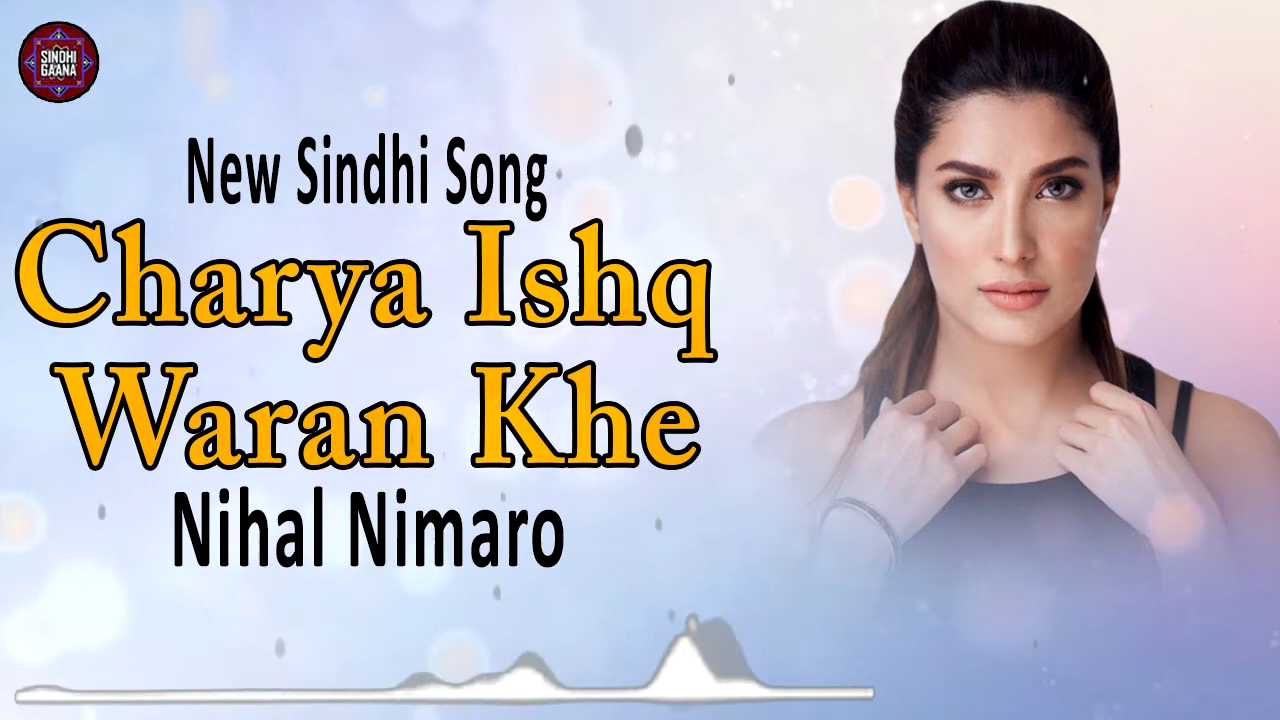 SINDHI
GAANA
New Sindhi Song
Charya Ishq
Waran Khe
Nihal Nimaro